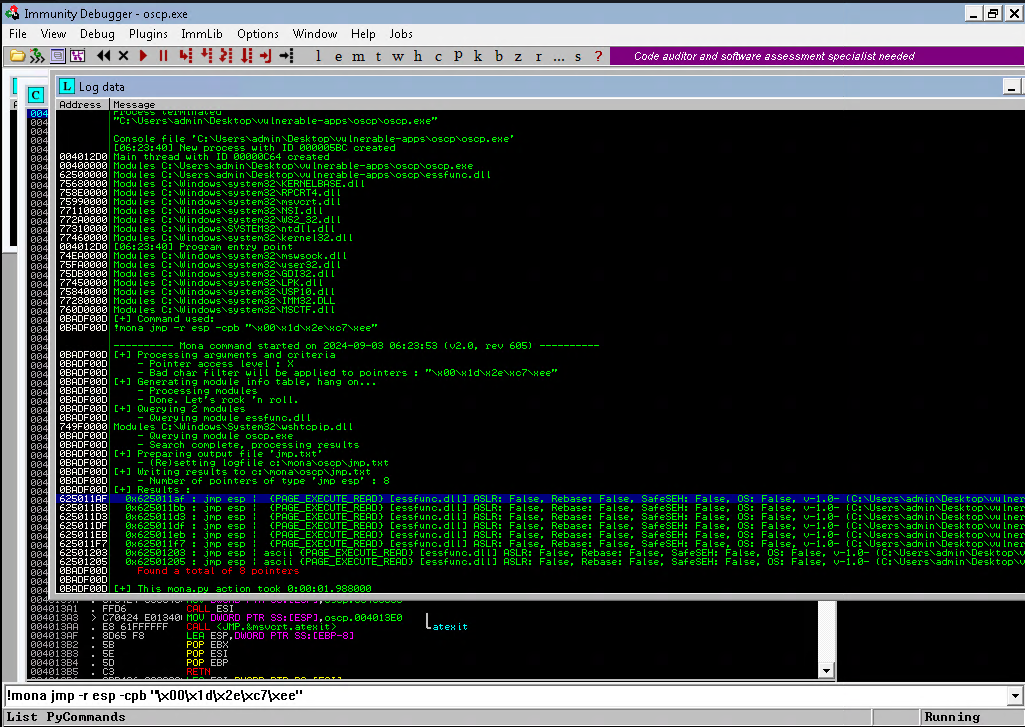 Immunity Debugger - oscp.exe
File View Debug Plugins ImmLib Options Window Help Jobs
l e m t w h c P k b z r ... s ?
Code auditor and software assessment specialist needed
L Log data
C
Address Message
Process terminated
"C:\Users\admin\Desktop\vulnerable-apps\oscp\oscp.exe"
Console file 'C:\Users\admin\Desktop\vulnerable-apps\oscp\oscp.exe'
[06:23:40] New process with ID 000005BC created
004012D0 Main thread with ID 00000C64 created
00400000 Modules C:\Users\admin\Desktop\vulnerable-apps\oscp\oscp.exe
62500000 Modules C:\Users\admin\Desktop\vulnerable-apps\oscp\essfunc.dll
75680000 Modules C:\Windows\system32\KERNELBASE.dll
758E0000 Modules C:\Windows\system32\RPCRT4.dll
75990000 Modules C:\Windows\system32\msvcrt.dll
77110000 Modules C:\Windows\system32\NSI.dll
772A0000 Modules C:\Windows\system32\WS2_32.dll
77310000 Modules C:\Windows\SYSTEM32\ntdll.dll
77460000 Modules C:\Windows\system32\kernel32.dll
004012D0 [06:23:40] Program entry point
74EA0000 Modules C:\Windows\system32\mswsock.dll
75FA0000 Modules C:\Windows\system32\user32.dll
75DB0000 Modules C:\Windows\system32\GDI32.dll
77450000 Modules C:\Windows\system32\LPK.dll
75840000 Modules C:\Windows\system32\USP10.dll
77280000 Modules C:\Windows\system32\IMM32.DLL
760D0000 Modules C:\Windows\system32\MSCTF.dll
0BADF00D [+] Command used:
0BADF00D !mona jmp -r esp -cpb "\x00\x1d\x2e\xc7\xee"
---------- Mona command started on 2024-09-03 06:23:53 (v2.0, rev 605) ----------
0BADF00D [+] Processing arguments and criteria
0BADF00D - Pointer access level : X
0BADF00D - Bad char filter will be applied to pointers : "\x00\x1d\x2e\xc7\xee"
0BADF00D [+] Generating module info table, hang on...
0BADF00D - Processing modules
0BADF00D - Done. Let's rock 'n roll.
0BADF00D [+] Querying 2 modules
0BADF00D - Querying module essfunc.dll
749F0000 Modules C:\Windows\System32\wshtcpip.dll
0BADF00D - Querying module oscp.exe
0BADF00D - Search complete, processing results
0BADF00D [+] Preparing output file 'jmp.txt'
0BADF00D - (Re)setting logfile c:\mona\oscp\jmp.txt
0BADF00D [+] Writing results to c:\mona\oscp\jmp.txt
0BADF00D - Number of pointers of type 'jmp esp' : 8
0BADF00D [+] Results :
625011AF 0x625011af : jmp esp | {PAGE_EXECUTE_READ} [essfunc.dll] ASLR: False, Rebase: False, SafeSEH: False, OS: False, v-1.0- (C:\Users\admin\Desktop\vulner
625011BB 0x625011bb : jmp esp | {PAGE_EXECUTE_READ} [essfunc.dll] ASLR: False, Rebase: False, SafeSEH: False, OS: False, v-1.0- (C:\Users\admin\Desktop\vulner
625011D3 0x625011d3 : jmp esp | {PAGE_EXECUTE_READ} [essfunc.dll] ASLR: False, Rebase: False, SafeSEH: False, OS: False, v-1.0- (C:\Users\admin\Desktop\vulner
625011DF 0x625011df : jmp esp | {PAGE_EXECUTE_READ} [essfunc.dll] ASLR: False, Rebase: False, SafeSEH: False, OS: False, v-1.0- (C:\Users\admin\Desktop\vulner
625011EB 0x625011eb : jmp esp | {PAGE_EXECUTE_READ} [essfunc.dll] ASLR: False, Rebase: False, SafeSEH: False, OS: False, v-1.0- (C:\Users\admin\Desktop\vulner
625011F7 0x625011f7 : jmp esp | {PAGE_EXECUTE_READ} [essfunc.dll] ASLR: False, Rebase: False, SafeSEH: False, OS: False, v-1.0- (C:\Users\admin\Desktop\vulner
62501203 0x62501203 : jmp esp | ascii {PAGE_EXECUTE_READ} [essfunc.dll] ASLR: False, Rebase: False, SafeSEH: False, OS: False, v-1.0- (C:\Users\admin\Desktop\v
62501205 0x62501205 : jmp esp | ascii {PAGE_EXECUTE_READ} [essfunc.dll] ASLR: False, Rebase: False, SafeSEH: False, OS: False, v-1.0- (C:\Users\admin\Desktop\v
0BADF00D Found a total of 8 pointers
0BADF00D
0BADF00D [+] This mona.py action took 0:00:01.988000
004013A1 . FFD6 CALL ESI
004013A3 > C70424 E01340 MOV DWORD PTR SS:[ESP],oscp.004013E0
004013AA . E8 61FFFFFF CALL <JMP.&msvcrt.atexit> atexit
004013AF . 8D65 F8 LEA ESP,DWORD PTR SS:[EBP-8]
004013B2 . 5B POP EBX
004013B3 . 5E POP ESI
004013B4 . 5D POP EBP
004013B5 . C3 RETN
!mona jmp -r esp -cpb "\x00\x1d\x2e\xc7\xee"
List PyCommands Running